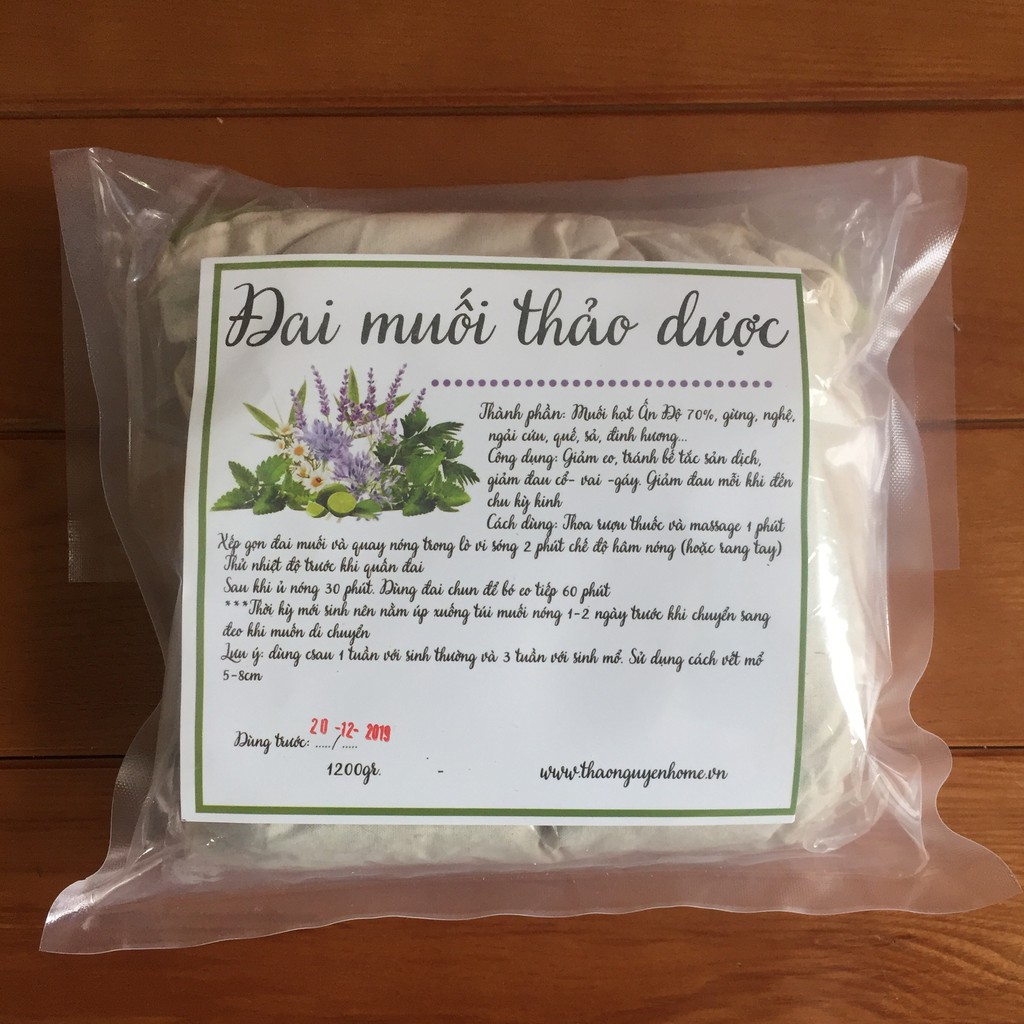 Đai muối thảo dược
Thành phần: Muối hạt Ấn Độ 70%, gừng, nghệ,
ngải cứu, quế, sả, đinh hương...
Công dụng: Giảm eo, tránh bế tắc sản dịch,
giảm đau cổ- vai -gáy. Giảm đau mỗi khi đến
chu kỳ kinh
Cách dùng: Thoa rượu thuốc và massage 1 phút
Xếp gọn đai muối và quay nóng trong lò vi sóng 2 phút chế độ hâm nóng (hoặc rang tay)
Thử nhiệt độ trước khi quấn đai
Sau khi ủ nóng 30 phút. Dùng đai chun để bó eo tiếp 60 phút
***Thời kỳ mới sinh nên nằm úp xuống túi muối nóng 1-2 ngày trước khi chuyển sang
đeo khi muốn di chuyển
Lưu ý: dùng csau 1 tuần với sinh thường và 3 tuần với sinh mổ. Sử dụng cách vết mổ
5-8cm
Dùng trước: ...../..... 20 -12- 2019
1200gr. - www.thaonguyenhome.vn